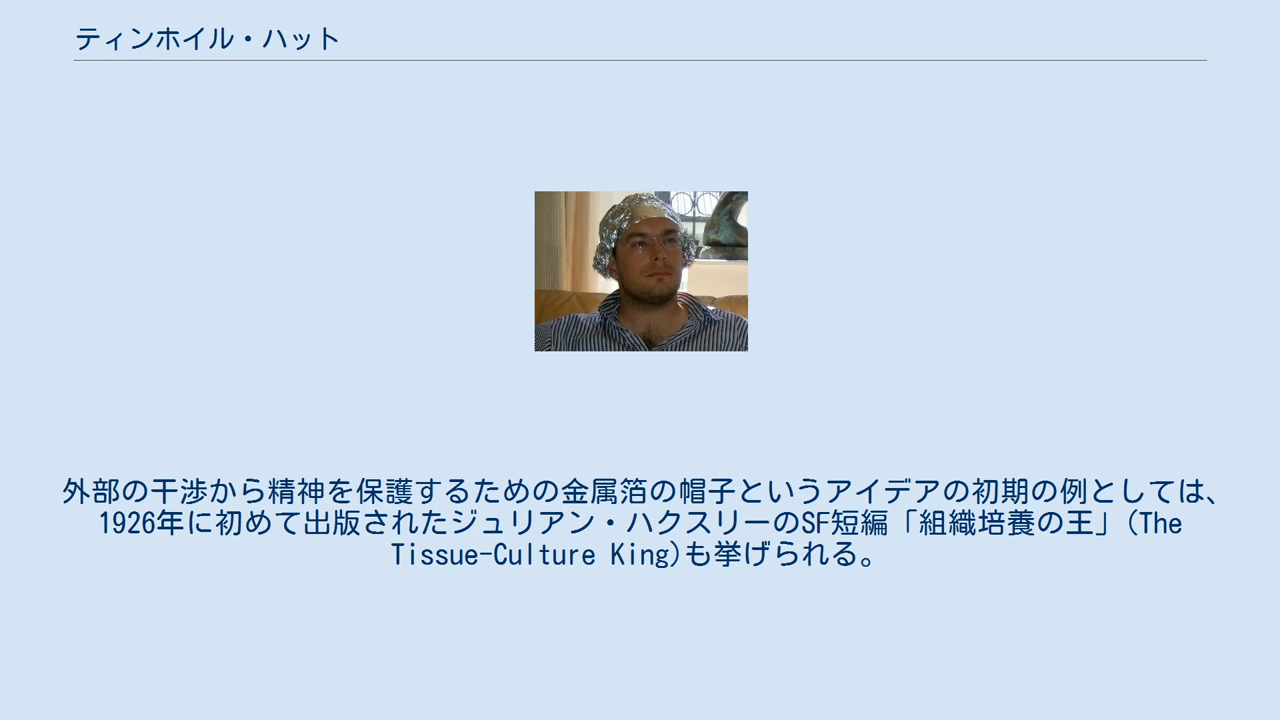 ティンホイル・ハット
外部の干渉から精神を保護するための金属箔の帽子というアイデアの初期の例としては、
1926年に初めて出版されたジュリアン・ハクスリーのSF短編「組織培養の王」(The
Tissue-Culture King)も挙げられる。